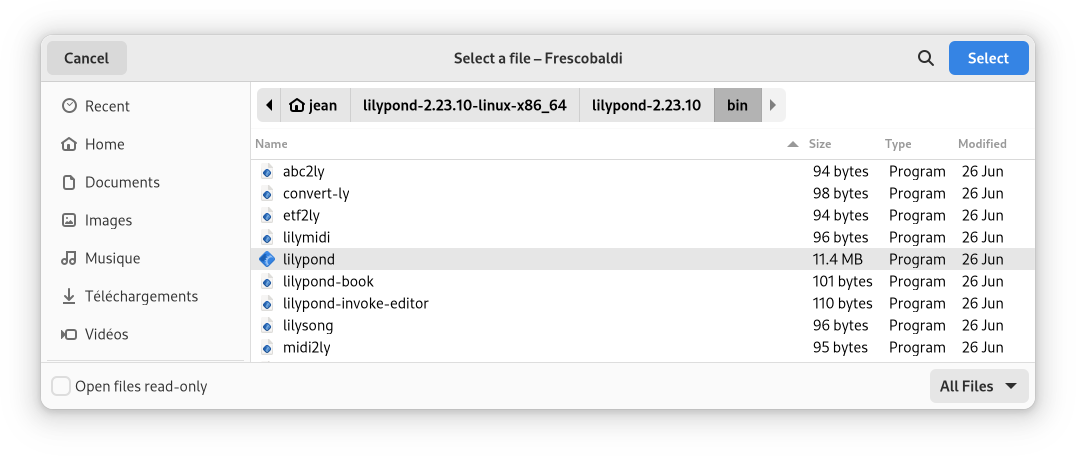 Cancel Select a file – Frescobaldi Select
Recent
Home
Documents
Images
Musique
Téléchargements
Vidéos
jean lilypond-2.23.10-linux-x86_64 lilypond-2.23.10 bin
Name Size Type Modified
abc2ly 94 bytes Program 26 Jun
convert-ly 98 bytes Program 26 Jun
etf2ly 94 bytes Program 26 Jun
lilymidi 96 bytes Program 26 Jun
lilypond 11.4 MB Program 26 Jun
lilypond-book 101 bytes Program 26 Jun
lilypond-invoke-editor 110 bytes Program 26 Jun
lilysong 96 bytes Program 26 Jun
midi2ly 95 bytes Program 26 Jun
Open files read-only All Files